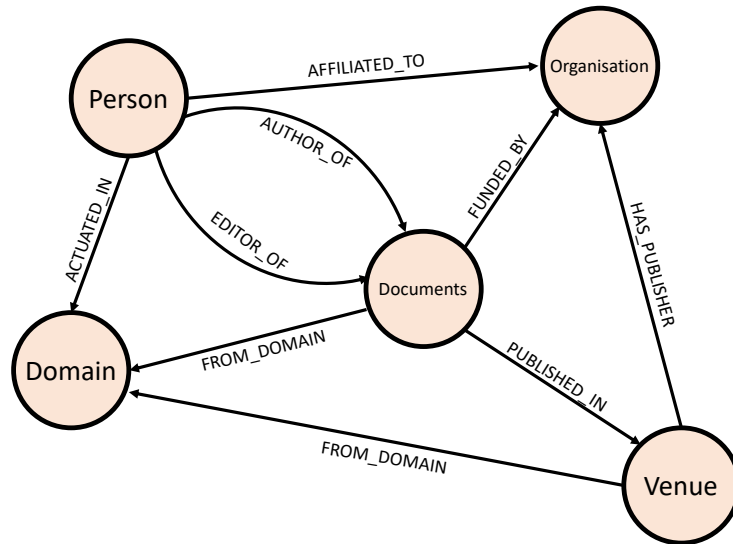 Organisation
AFFILIATED_TO
Person
AUTHOR_OF
FUNDED_BY
ACTUATED_IN
EDITOR_OF
HAS_PUBLISHER
Documents
FROM_DOMAIN
PUBLISHED_IN
Domain
FROM_DOMAIN
Venue